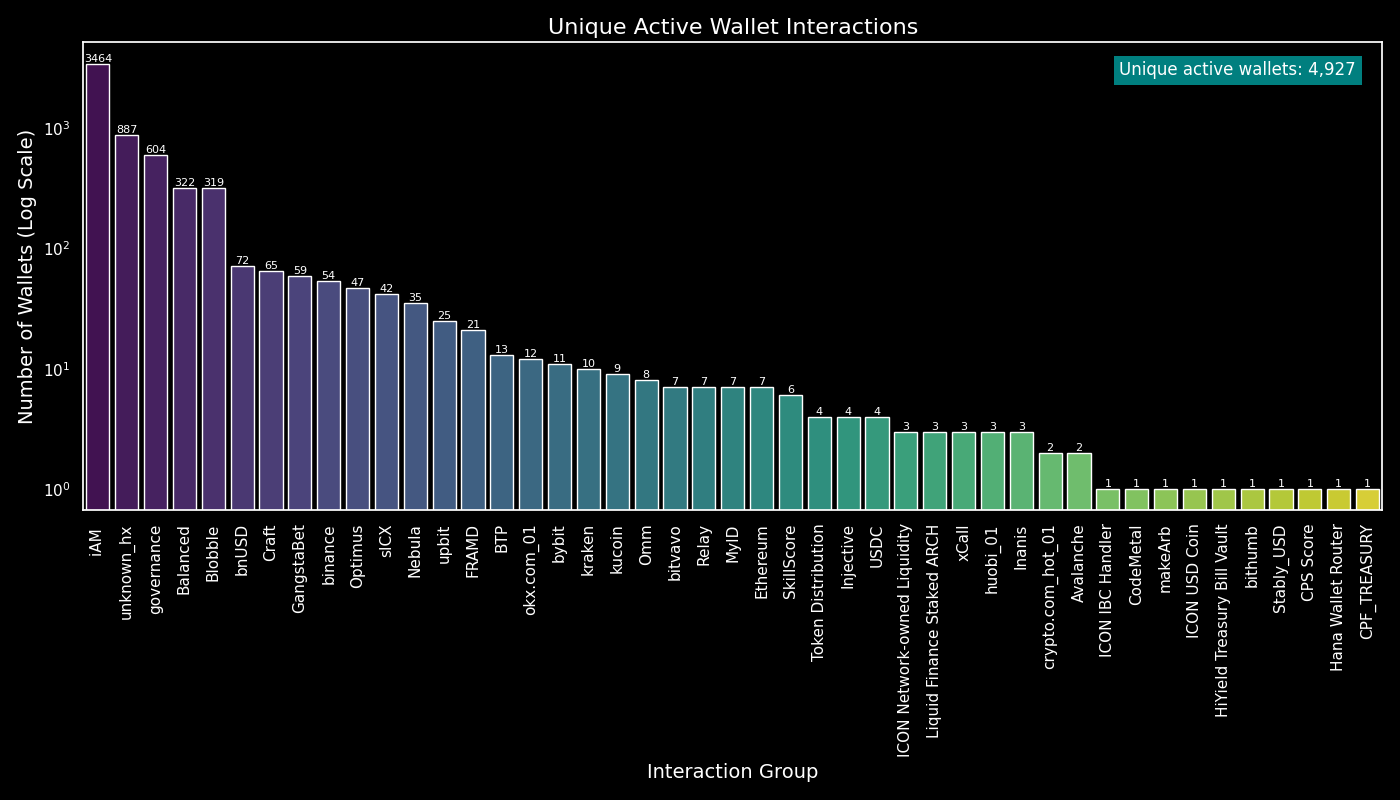 Unique Active Wallet Interactions
Unique active wallets: 4,927
Number of Wallets (Log Scale)
10³
10²
10¹
10⁰
3464
887
604
322
319
72
65
59
54
47
42
35
25
21
13
12
11
10
9
8
7
7
7
7
6
4
4
4
3
3
3
3
3
2
2
1
1
1
1
1
1
1
1
1
1
iAM
unknown_hx
governance
Balanced
Blobble
bnUSD
Craft
GangstaBet
binance
Optimus
sICX
Nebula
upbit
FRAMD
BTP
okx.com_01
bybit
kraken
kucoin
Omm
bitvavo
Relay
MyID
Ethereum
SkillScore
Token Distribution
Injective
USDC
ICON Network-owned Liquidity
Liquid Finance Staked ARCH
xCall
huobi_01
Inanis
crypto.com_hot_01
Avalanche
ICON IBC Handler
CodeMetal
makeArb
ICON USD Coin
HiYield Treasury Bill Vault
bithumb
Stably_USD
CPS Score
Hana Wallet Router
CPF_TREASURY
Interaction Group